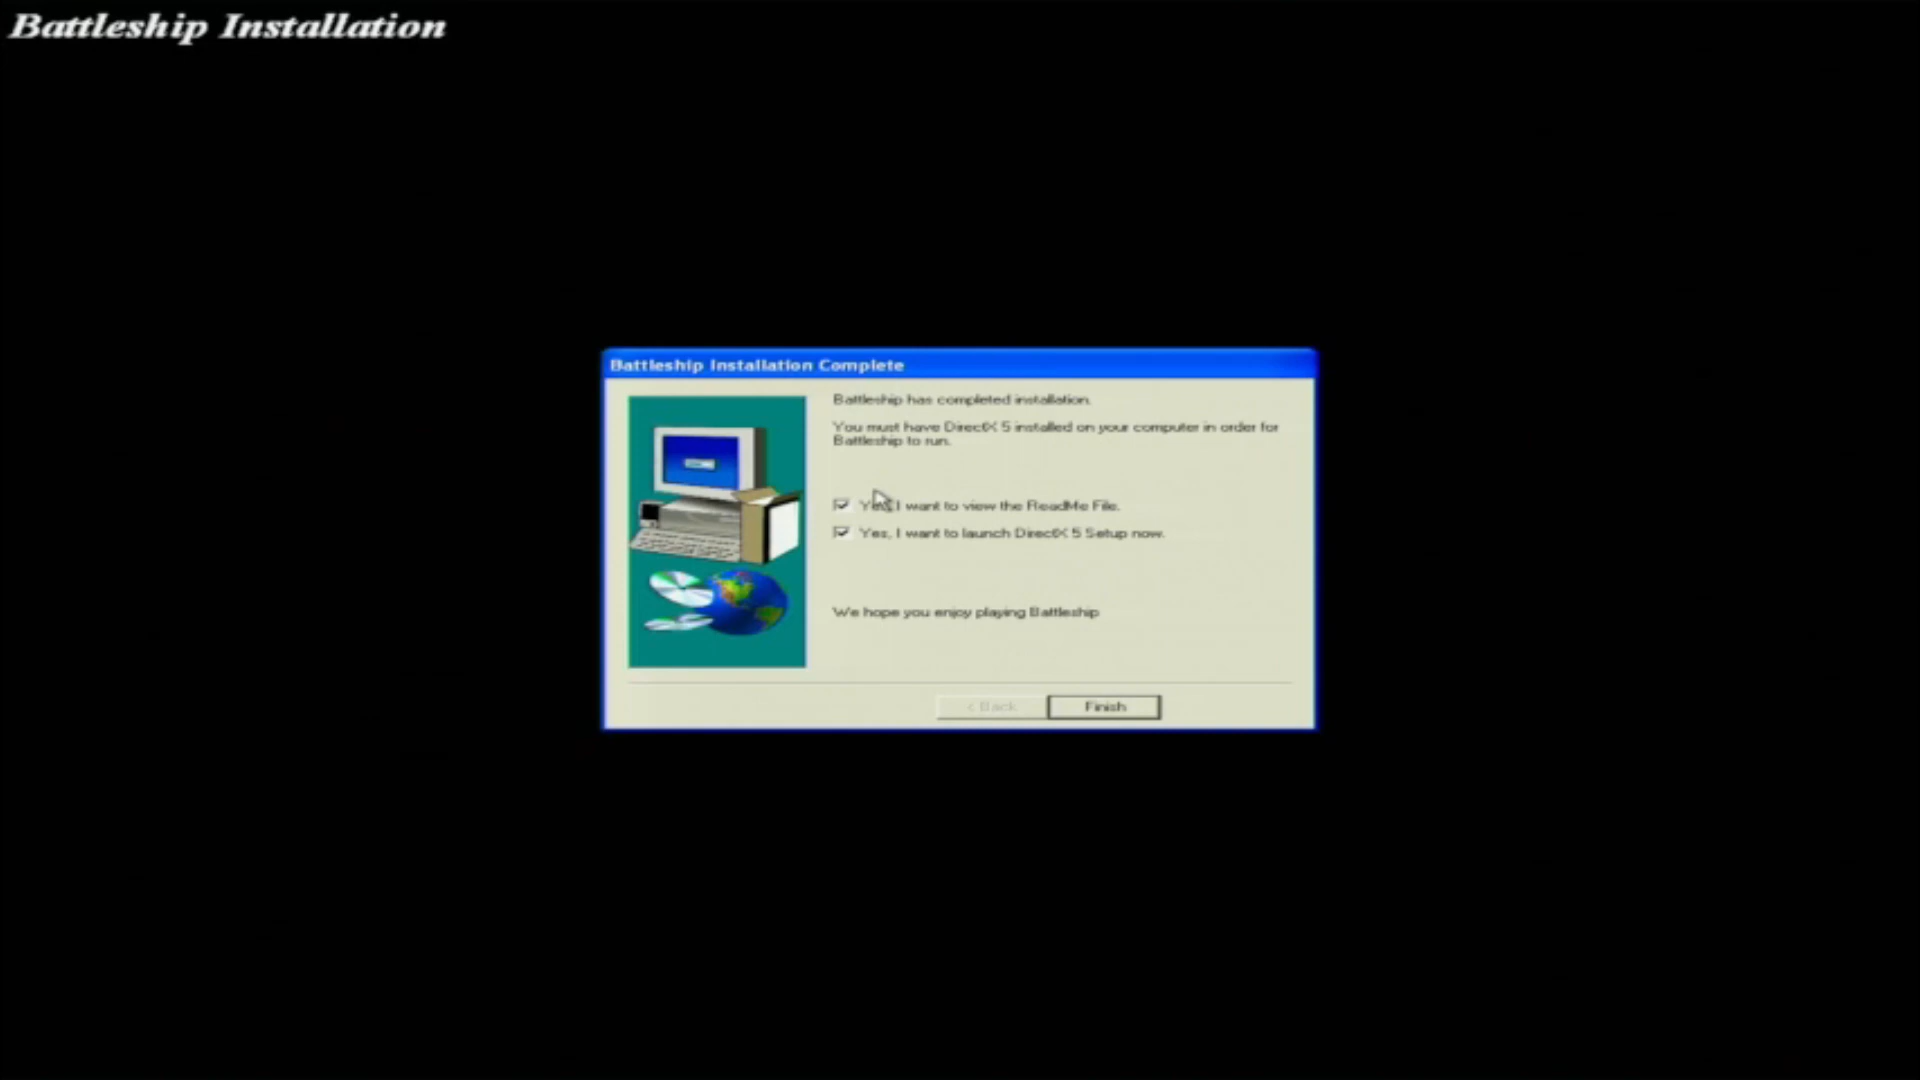 Battleship Installation
Battleship Installation Complete
Battleship has completed installation.
You must have DirectX 5 installed on your computer in order for
Battleship to run.
Yes, I want to view the ReadMe File.
Yes, I want to launch DirectX 5 Setup now.
We hope you enjoy playing Battleship
< Back
Finish